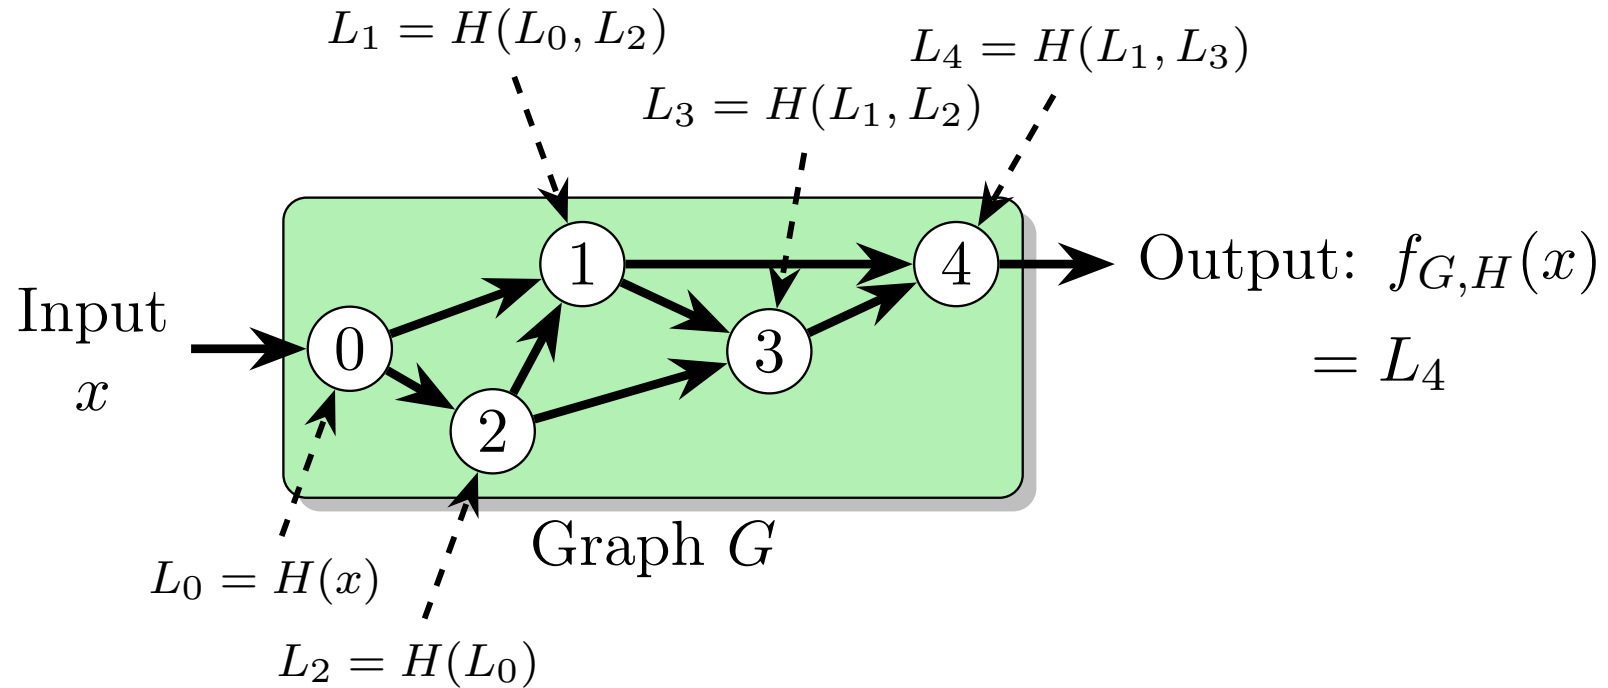 L₁ = H(L₀, L₂)
L₄ = H(L₁, L₃)
L₃ = H(L₁, L₂)
Input
x
0
1
2
3
4
Output: f_{G,H}(x)
= L₄
Graph G
L₀ = H(x)
L₂ = H(L₀)